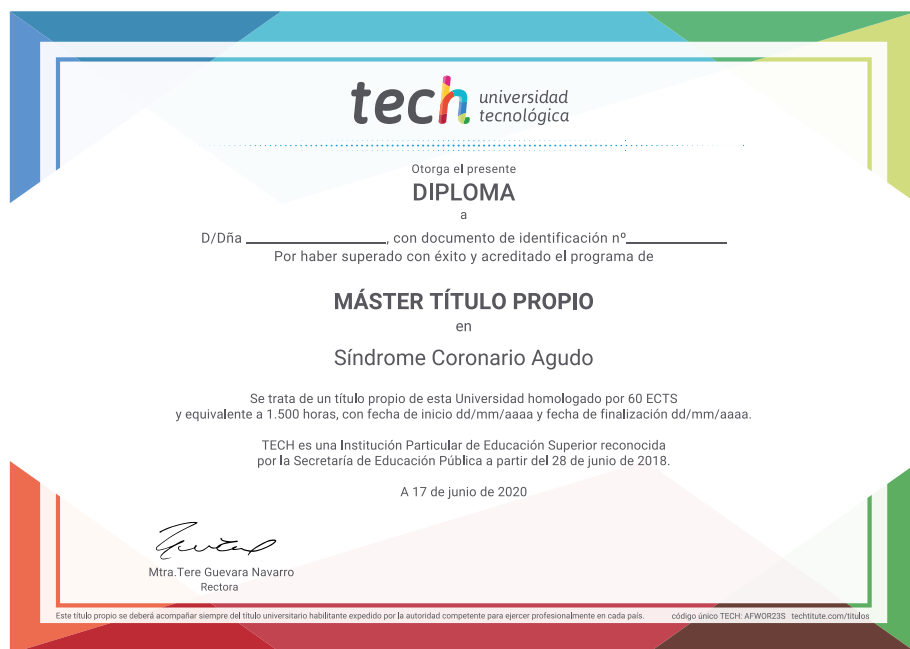 tech universidad
tecnológica
Otorga el presente
DIPLOMA
a
D/Dña ____________________, con documento de identificación nº______________
Por haber superado con éxito y acreditado el programa de
MÁSTER TÍTULO PROPIO
en
Síndrome Coronario Agudo
Se trata de un título propio de esta Universidad homologado por 60 ECTS
y equivalente a 1.500 horas, con fecha de inicio dd/mm/aaaa y fecha de finalización dd/mm/aaaa.
TECH es una Institución Particular de Educación Superior reconocida
por la Secretaría de Educación Pública a partir del 28 de junio de 2018.
A 17 de junio de 2020
Mtra.Tere Guevara Navarro
Rectora
Este título propio se deberá acompañar siempre del título universitario habilitante expedido por la autoridad competente para ejercer profesionalmente en cada país. código único TECH: AFWOR23S techtitute.com/titulos